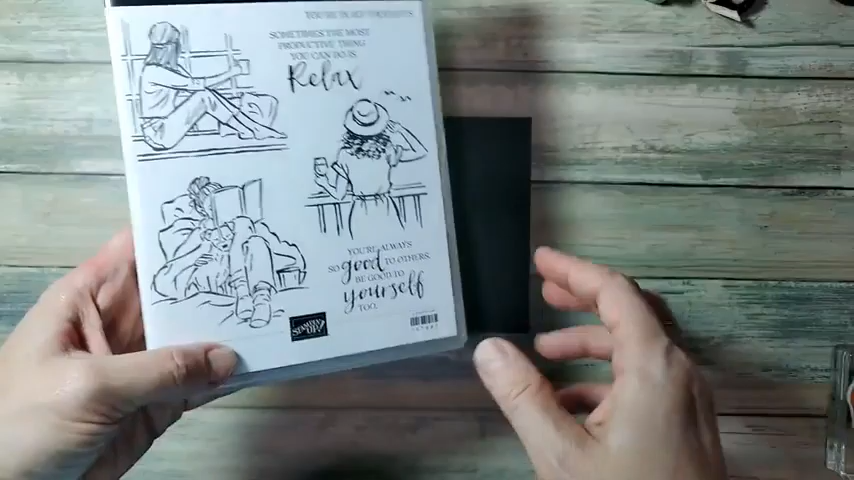 SOMETIMES THE MOST
PRODUCTIVE THING
YOU CAN DO IS
Relax
YOU'RE ALWAYS
SO good TO OTHERS.
BE GOOD TO
yourself
TOO.
STAMPIN' UP!